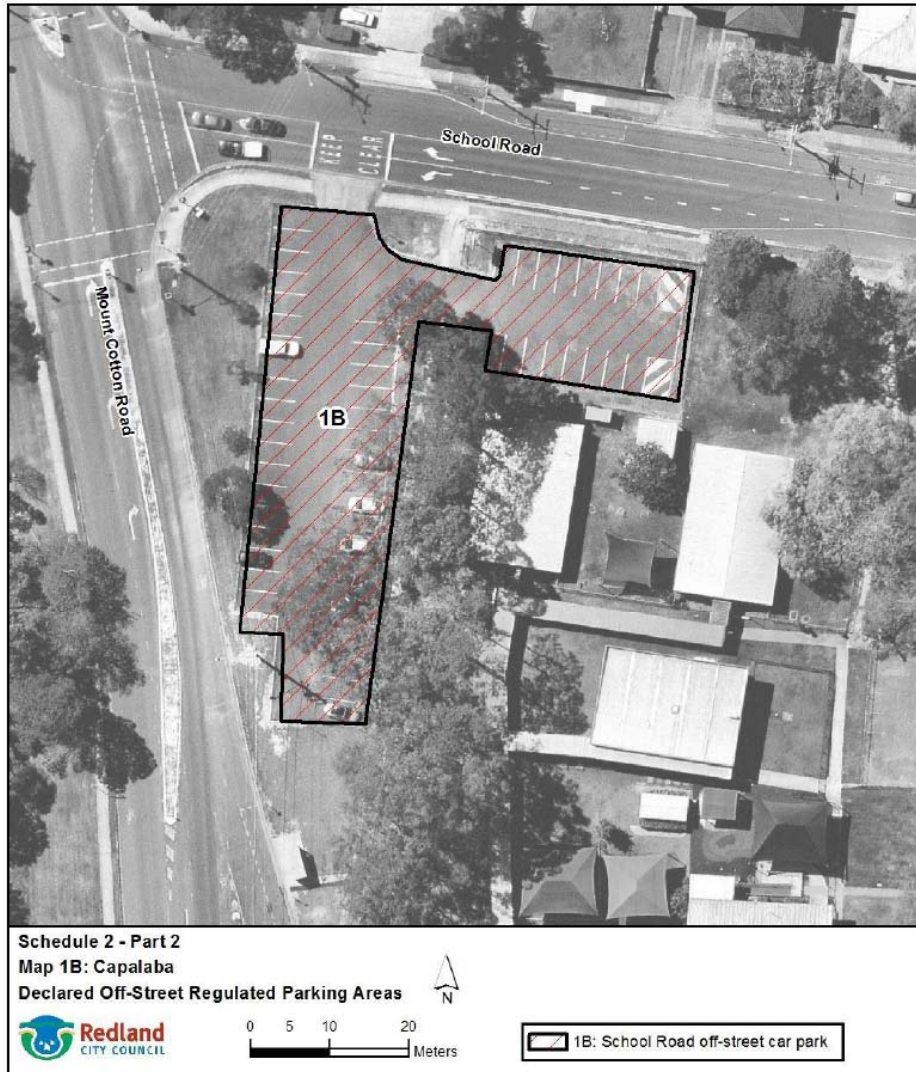 School Road
KEEP
CLEAR
Mount Cotton Road
1B
Schedule 2 - Part 2
Map 1B: Capalaba
Declared Off-Street Regulated Parking Areas
N
Redland
CITY COUNCIL
0 5 10 20
Meters
1B: School Road off-street car park